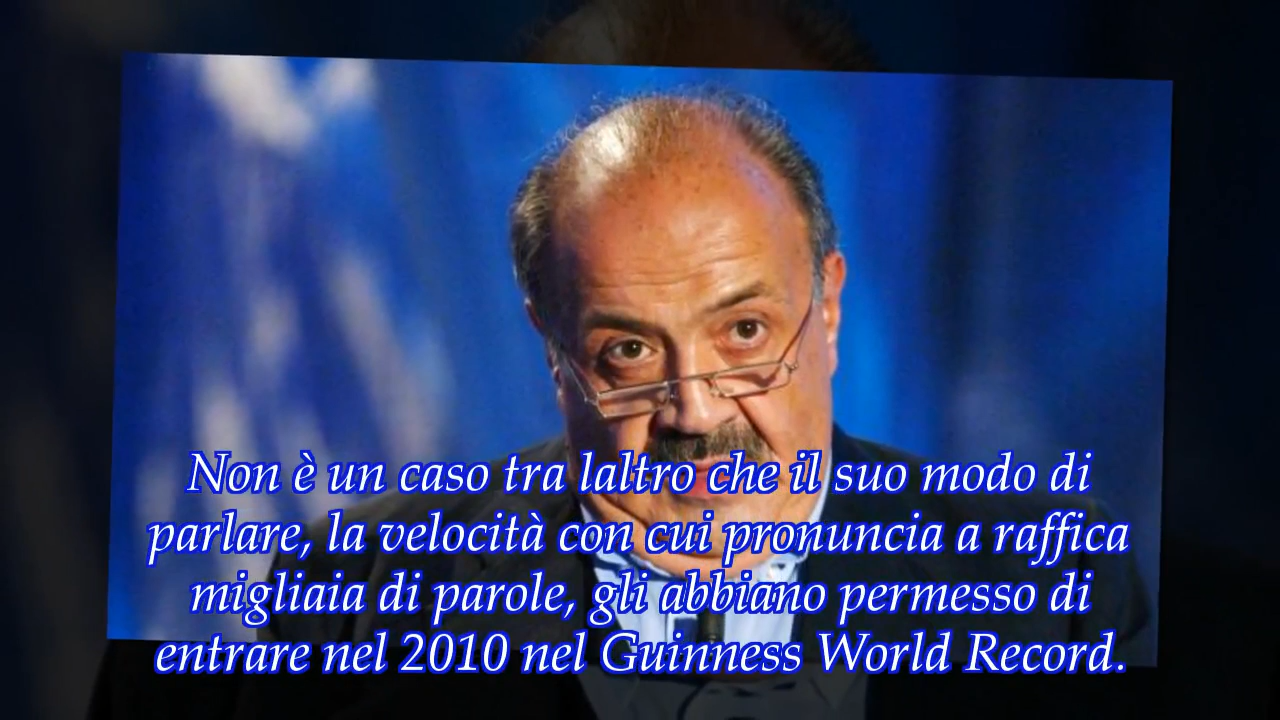 Non è un caso tra laltro che il suo modo di
parlare, la velocità con cui pronuncia a raffica
migliaia di parole, gli abbiano permesso di
entrare nel 2010 nel Guinness World Record.